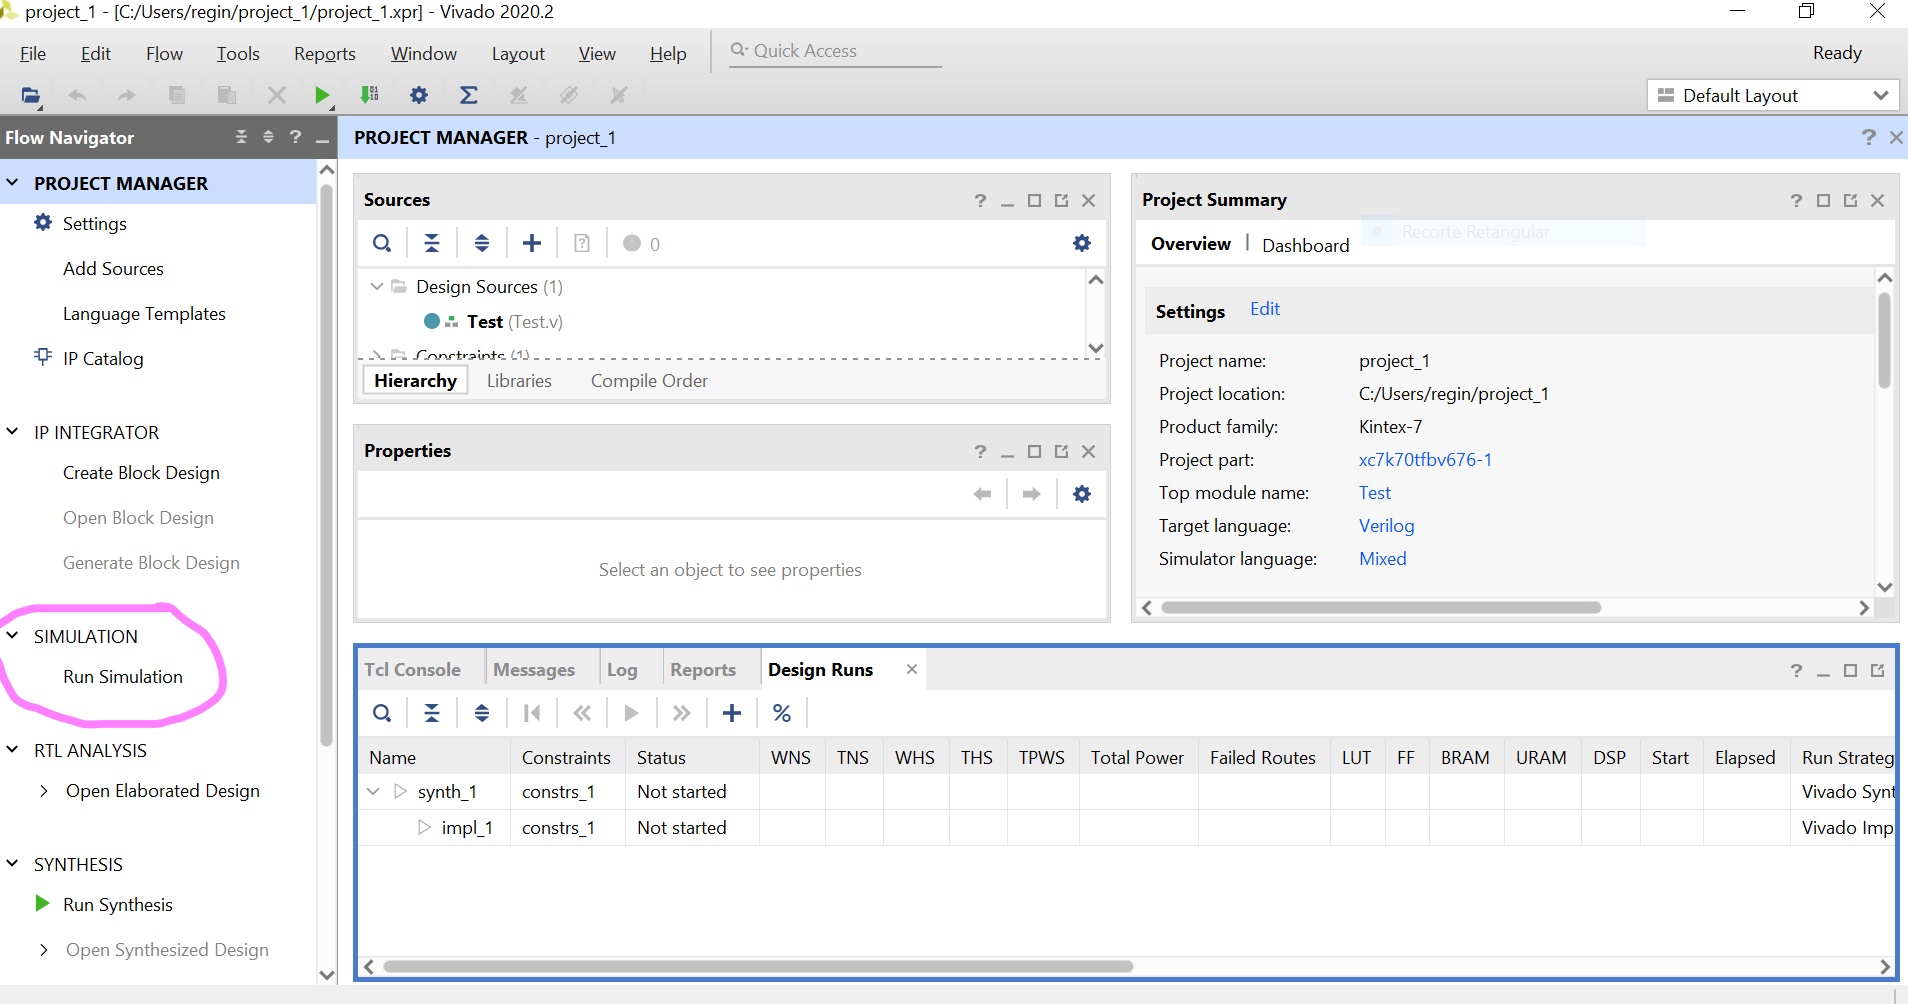 project_1 - [C:/Users/regin/project_1/project_1.xpr] - Vivado 2020.2
File Edit Flow Tools Reports Window Layout View Help Quick Access Ready
Default Layout
Flow Navigator
PROJECT MANAGER
Settings
Add Sources
Language Templates
IP Catalog
IP INTEGRATOR
Create Block Design
Open Block Design
Generate Block Design
SIMULATION
Run Simulation
RTL ANALYSIS
Open Elaborated Design
SYNTHESIS
Run Synthesis
Open Synthesized Design
PROJECT MANAGER - project_1
Sources
0
Design Sources (1)
Test (Test.v)
Constraints (1)
Hierarchy Libraries Compile Order
Properties
Select an object to see properties
Project Summary
Overview | Dashboard
Recorte Retangular
Settings Edit
Project name: project_1
Project location: C:/Users/regin/project_1
Product family: Kintex-7
Project part: xc7k70tfbv676-1
Top module name: Test
Target language: Verilog
Simulator language: Mixed
Tcl Console Messages Log Reports Design Runs
Name Constraints Status WNS TNS WHS THS TPWS Total Power Failed Routes LUT FF BRAM URAM DSP Start Elapsed Run Strateg
synth_1 constrs_1 Not started Vivado Synt
impl_1 constrs_1 Not started Vivado Imp